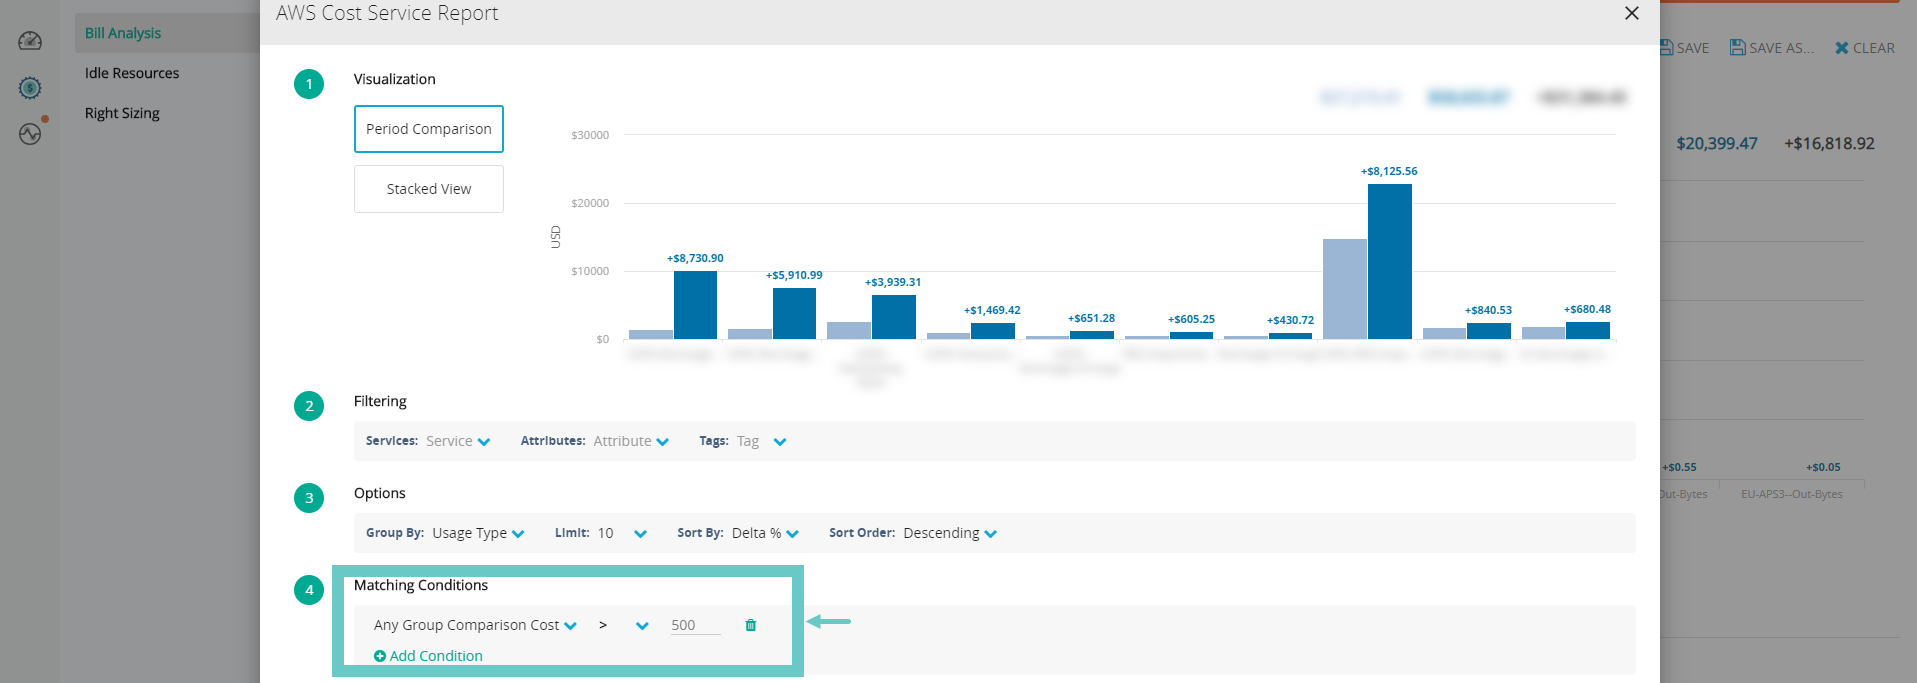 AWS Cost Service Report
Bill Analysis
Idle Resources
Right Sizing
SAVE
SAVE AS...
CLEAR
1
Visualization
Period Comparison
Stacked View
$20,399.47
+$16,818.92
USD
$30000
$20000
$10000
$0
+$8,730.90
+$5,910.99
+$3,939.31
+$1,469.42
+$651.28
+$605.25
+$430.72
+$8,125.56
+$840.53
+$680.48
2
Filtering
Services: Service
Attributes: Attribute
Tags: Tag
3
Options
Group By: Usage Type
Limit: 10
Sort By: Delta %
Sort Order: Descending
+$0.55
+$0.05
Out-Bytes
EU-APS3--Out-Bytes
4
Matching Conditions
Any Group Comparison Cost > 500
Add Condition